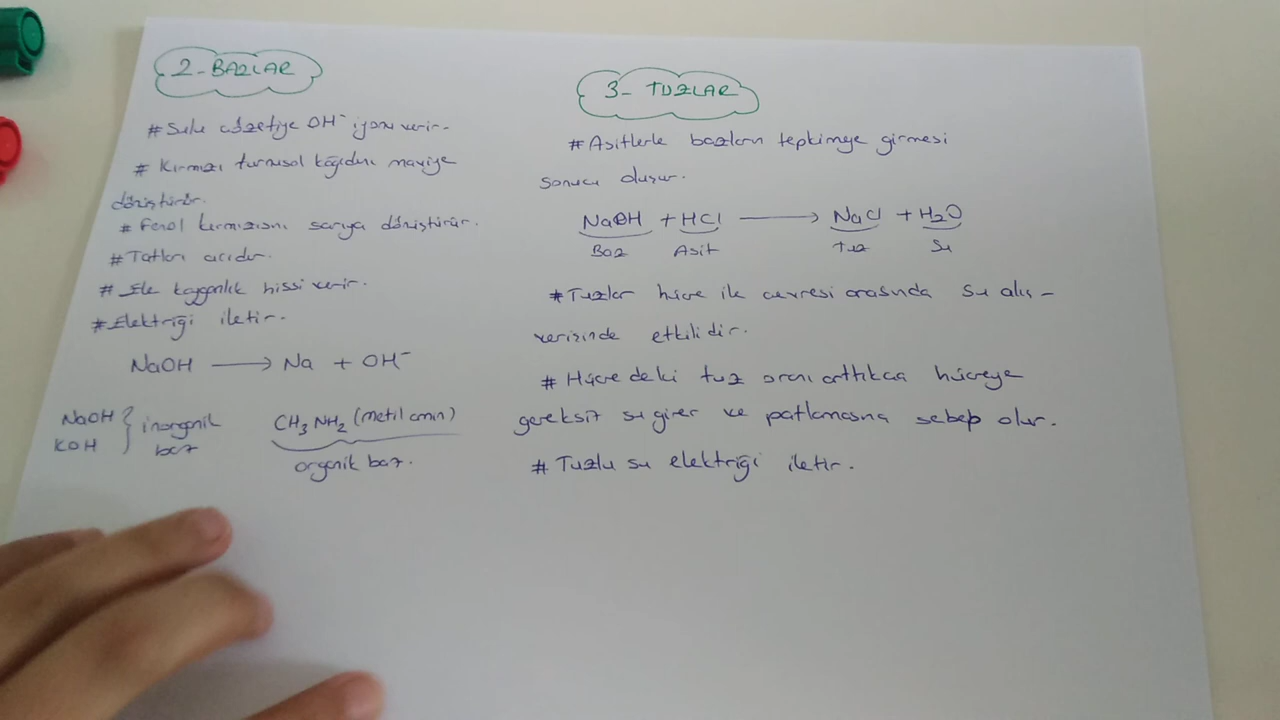 2- BAZLAR
# Suda çözetiye OH⁻ iyonu verir.
# Kırmızı turnusol kağıdını maviye
dönüştürür.
# Fenol kırmızısını sarıya dönüştürür.
# Tatları acıdır.
# Ele kayganlık hissi verir.
# Elektriği iletir.
NaOH → Na + OH⁻
NaOH
KOH } inorganik
baz
CH₃NH₂ (metil amin)
organik baz.
3- TUZLAR
# Asitlerle bazların tepkimeye girmesi
sonucu oluşur.
NaOH + HCl → NaCl + H₂O
Baz Asit Tuz Su
# Tuzlar hücre ile çevresi arasında su alış-
verişinde etkilidir.
# Hücredeki tuz oranı arttıkça hücreye
gereksiz su girer ve patlamasına sebep olur.
# Tuzlu su elektriği iletir.